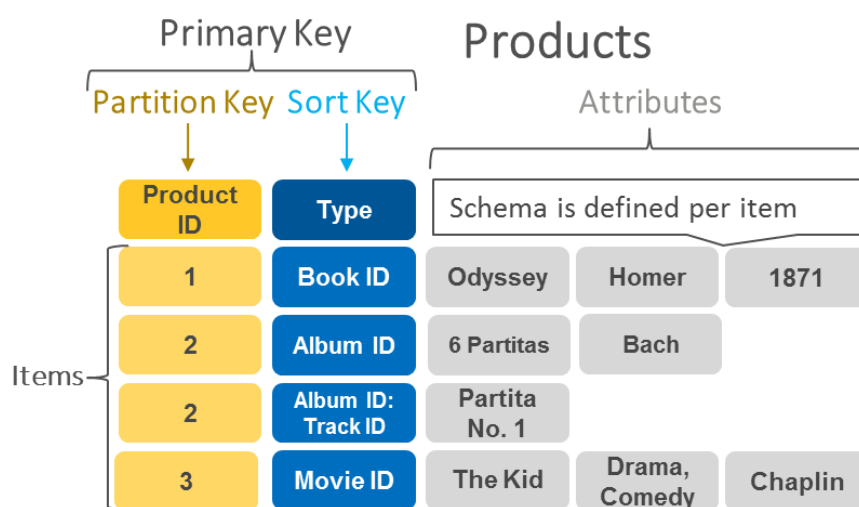 Primary Key
Products
Partition Key
Sort Key
Attributes
Product
ID
Type
Schema is defined per item
Items
1
Book ID
Odyssey
Homer
1871
2
Album ID
6 Partitas
Bach
2
Album ID:
Track ID
Partita
No. 1
3
Movie ID
The Kid
Drama,
Comedy
Chaplin